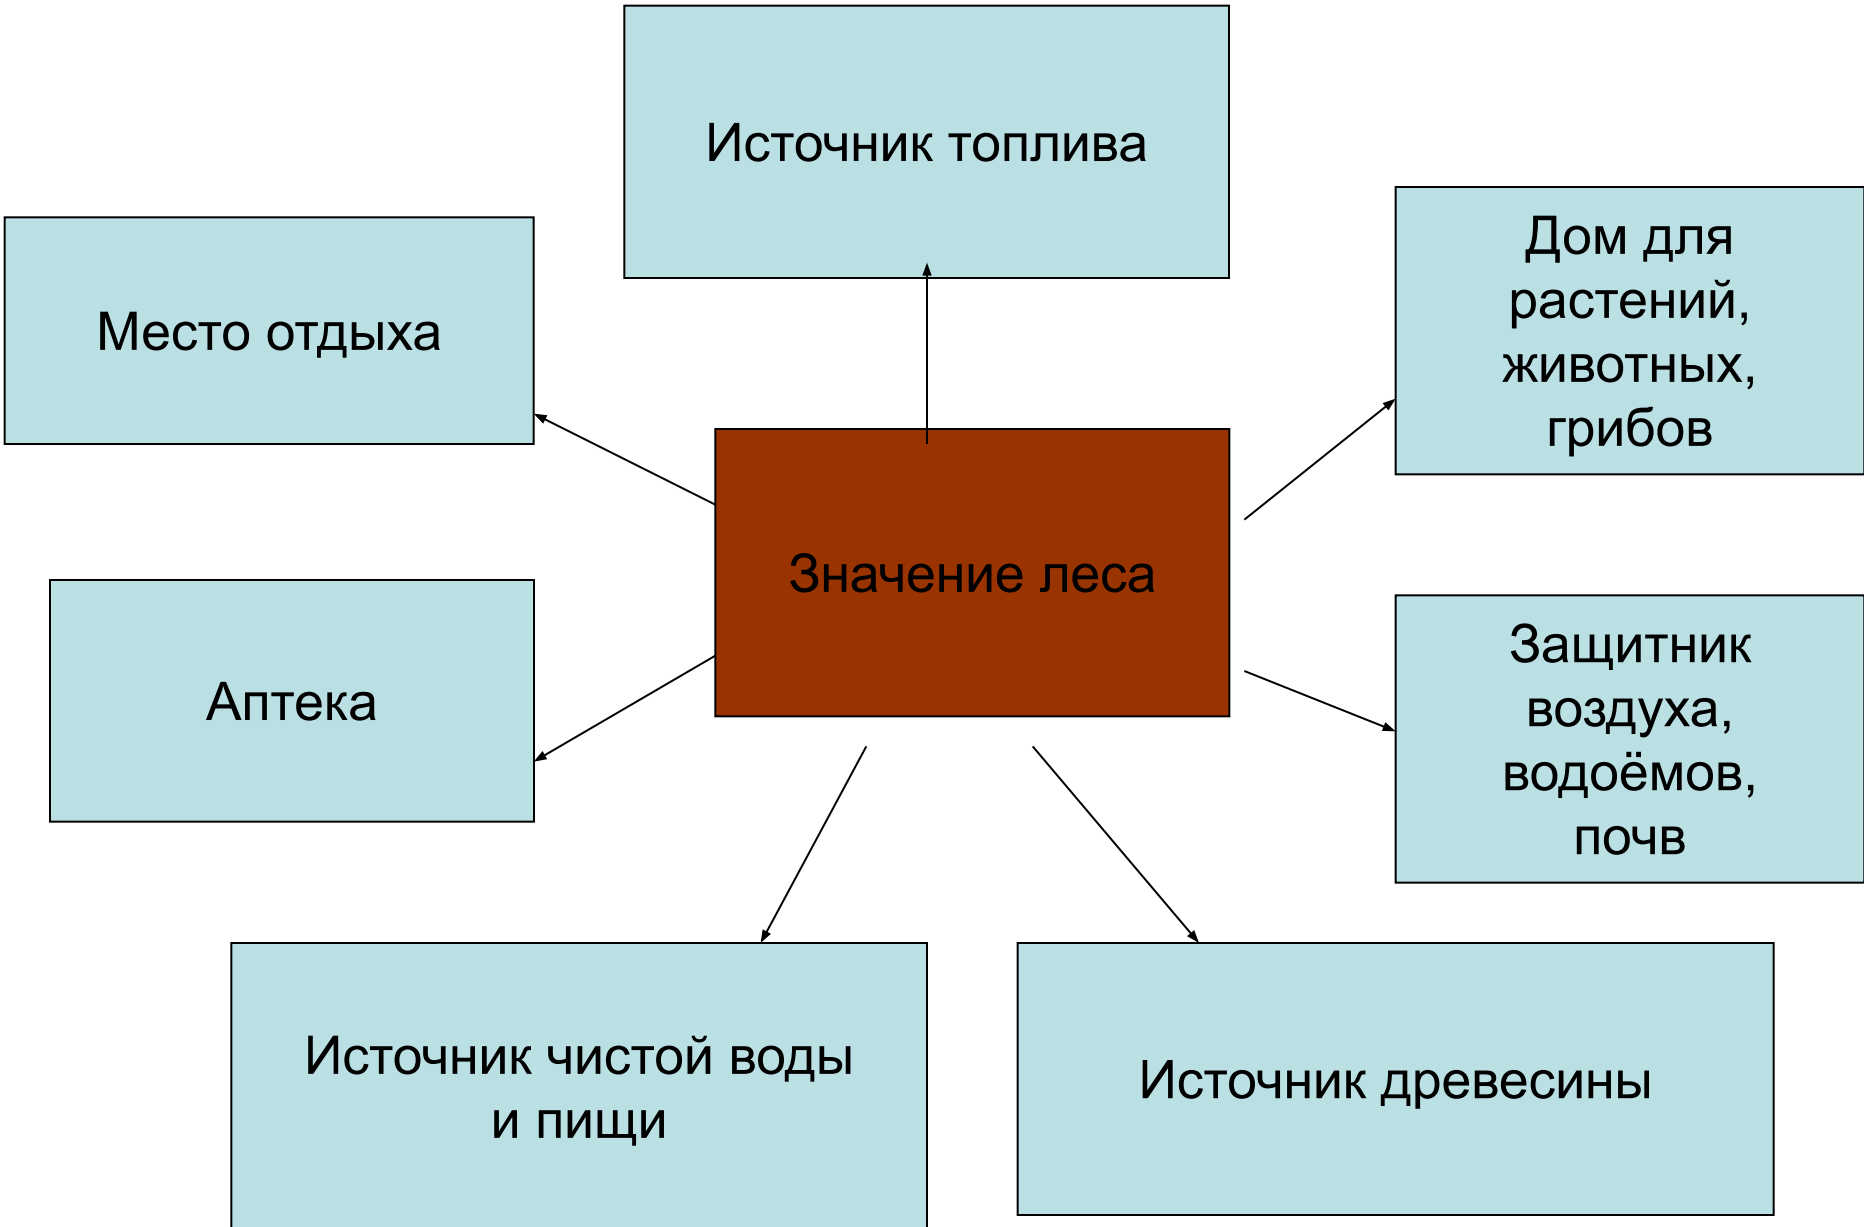 Источник топлива
Место отдыха
Дом для
растений,
животных,
грибов
Значение леса
Аптека
Защитник
воздуха,
водоёмов,
почв
Источник чистой воды
и пищи
Источник древесины